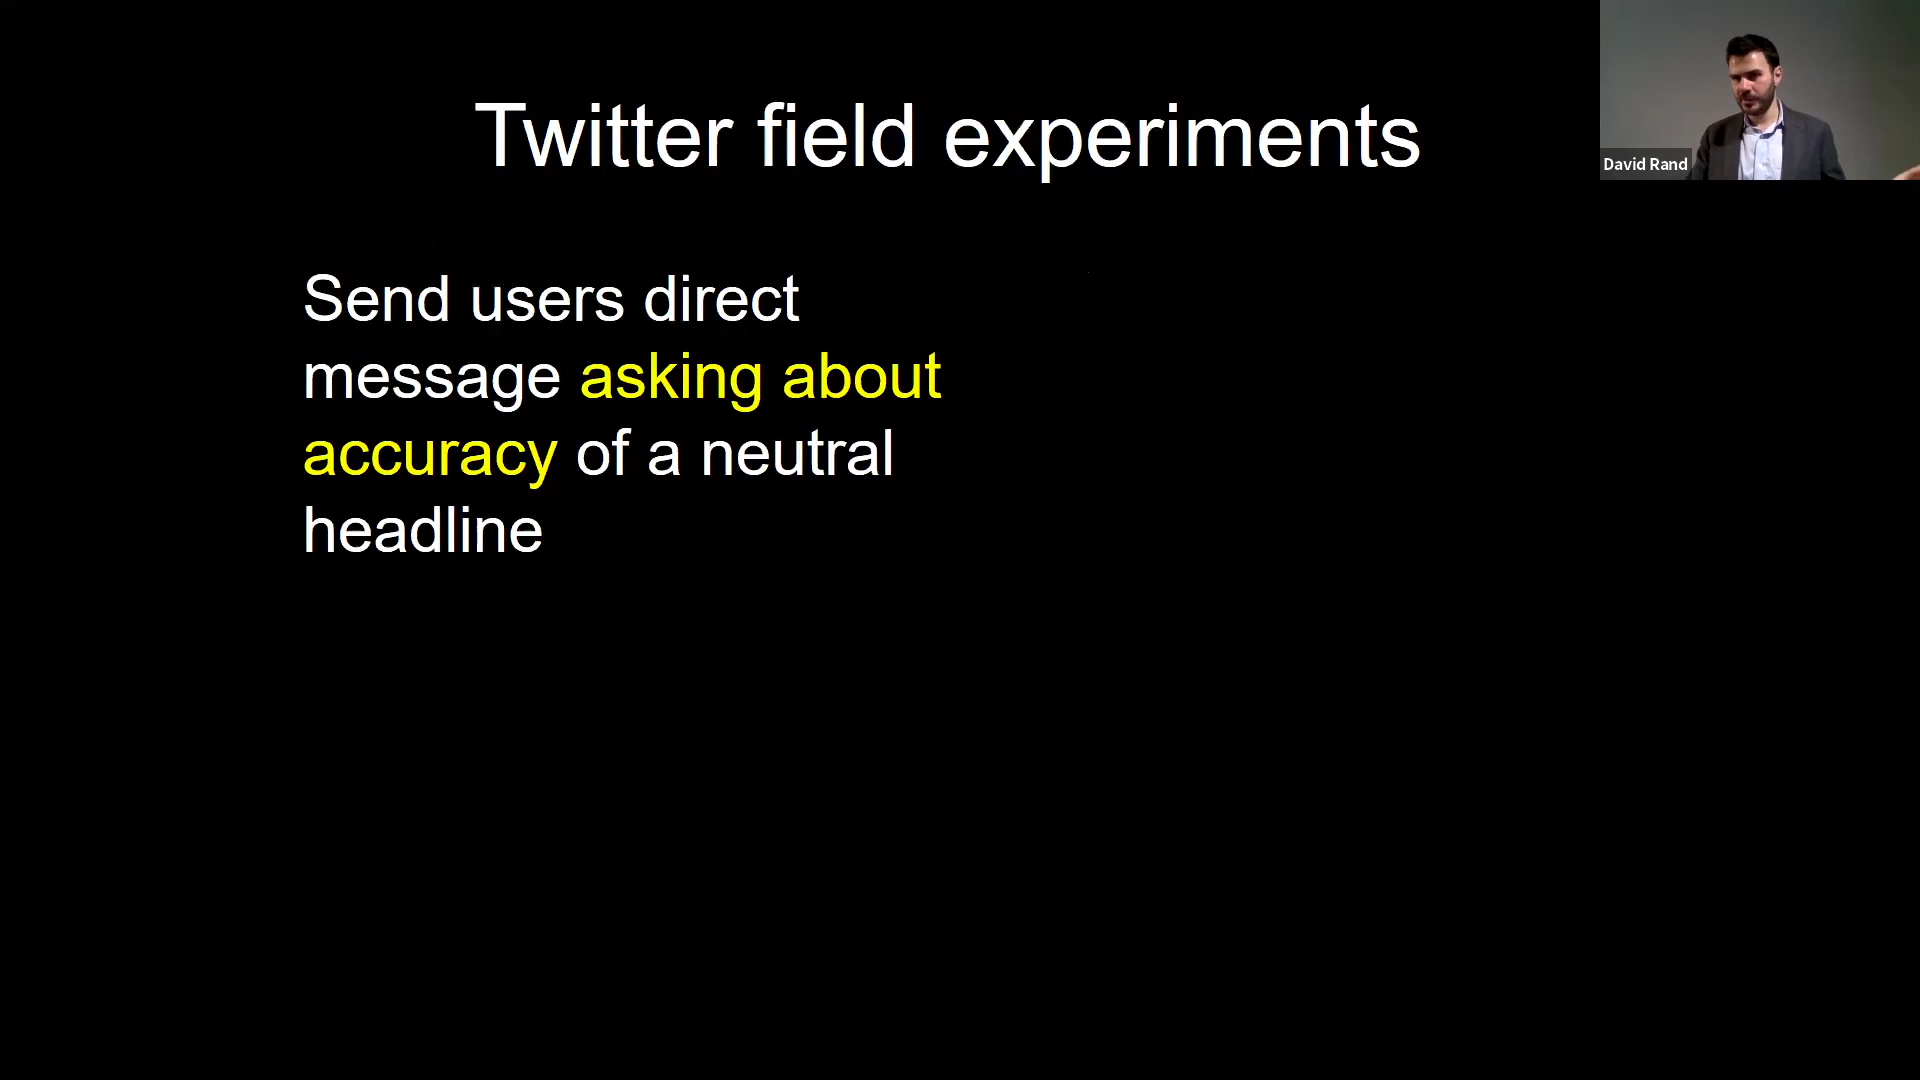 Twitter field experiments
David Rand
Send users direct
message asking about
accuracy of a neutral
headline